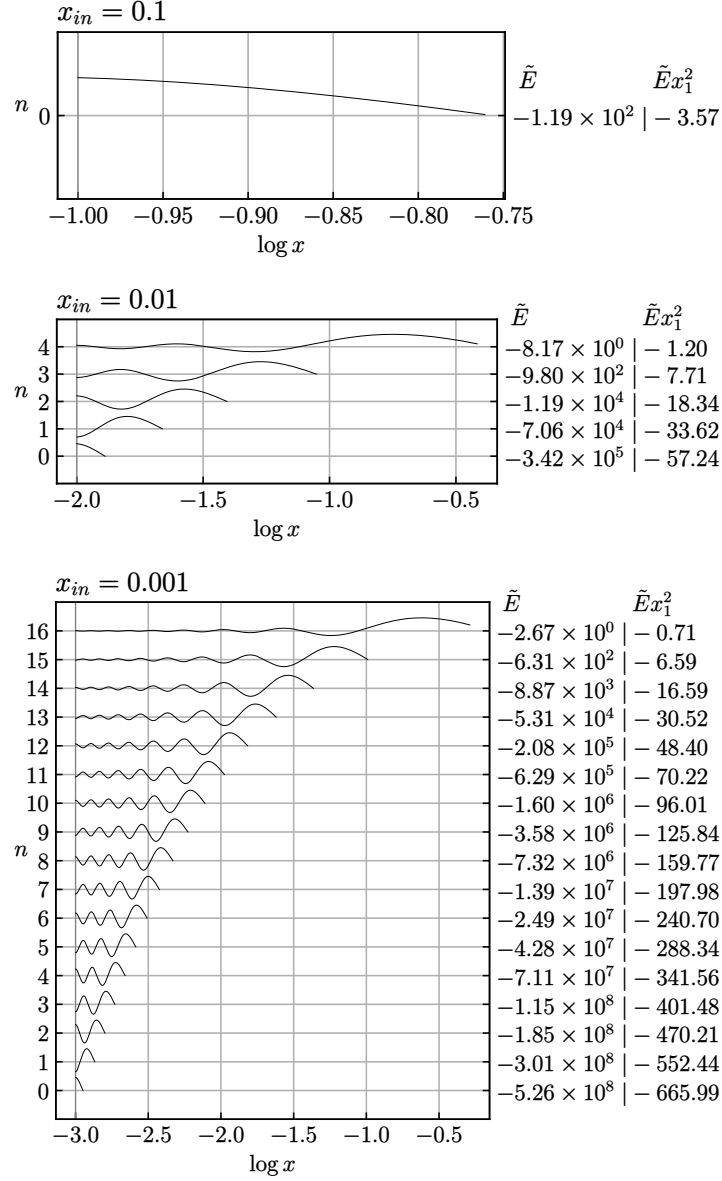 x_in = 0.1
Ẽ Ẽx₁²
n
0 −1.19 × 10² | − 3.57
−1.00 −0.95 −0.90 −0.85 −0.80 −0.75
log x
x_in = 0.01
Ẽ Ẽx₁²
4 −8.17 × 10⁰ | − 1.20
3 −9.80 × 10² | − 7.71
n
2 −1.19 × 10⁴ | − 18.34
1 −7.06 × 10⁴ | − 33.62
0 −3.42 × 10⁵ | − 57.24
−2.0 −1.5 −1.0 −0.5
log x
x_in = 0.001
Ẽ Ẽx₁²
16 −2.67 × 10⁰ | − 0.71
15 −6.31 × 10² | − 6.59
14 −8.87 × 10³ | − 16.59
13 −5.31 × 10⁴ | − 30.52
12 −2.08 × 10⁵ | − 48.40
11 −6.29 × 10⁵ | − 70.22
10 −1.60 × 10⁶ | − 96.01
9 −3.58 × 10⁶ | − 125.84
n
8 −7.32 × 10⁶ | − 159.77
7 −1.39 × 10⁷ | − 197.98
6 −2.49 × 10⁷ | − 240.70
5 −4.28 × 10⁷ | − 288.34
4 −7.11 × 10⁷ | − 341.56
3 −1.15 × 10⁸ | − 401.48
2 −1.85 × 10⁸ | − 470.21
1 −3.01 × 10⁸ | − 552.44
0 −5.26 × 10⁸ | − 665.99
−3.0 −2.5 −2.0 −1.5 −1.0 −0.5
log x